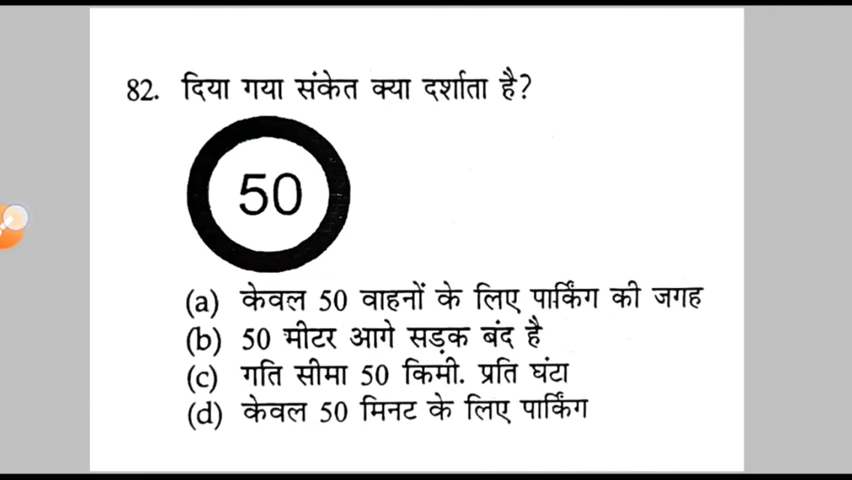 82. दिया गया संकेत क्या दर्शाता है?
50
(a) केवल 50 वाहनों के लिए पार्किंग की जगह
(b) 50 मीटर आगे सड़क बंद है
(c) गति सीमा 50 किमी. प्रति घंटा
(d) केवल 50 मिनट के लिए पार्किंग